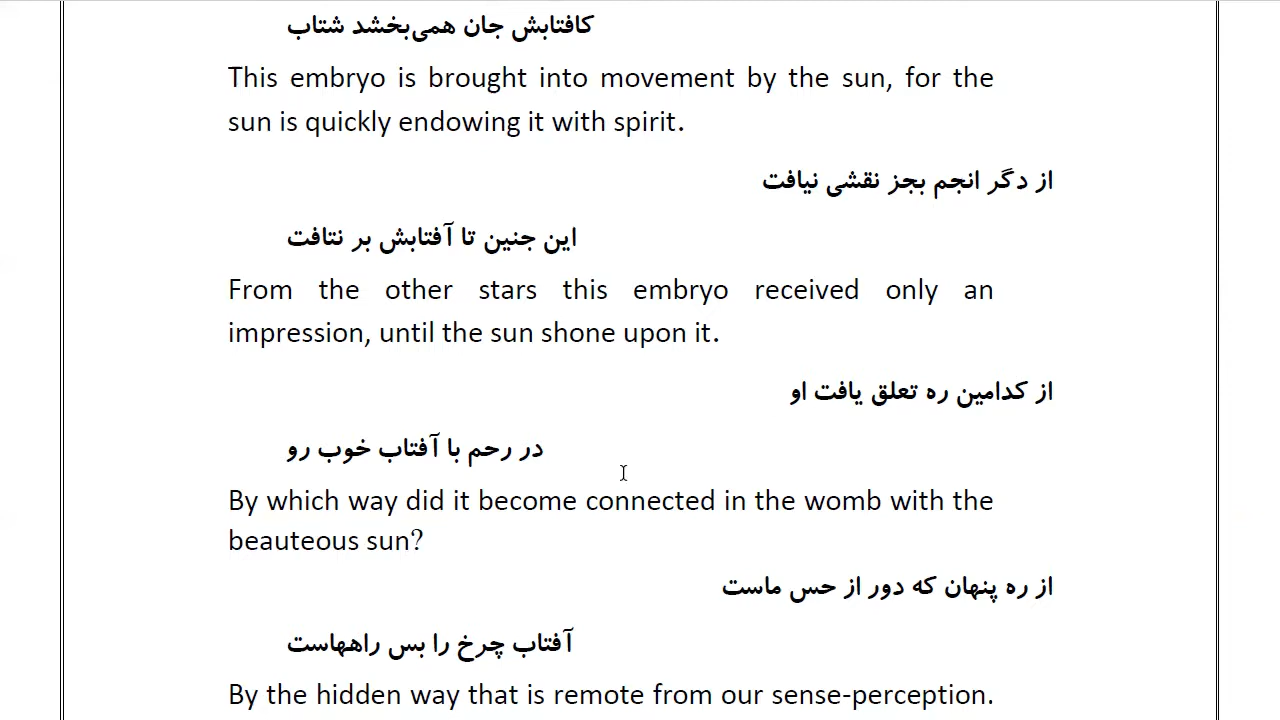 کافتابش جان همی‌بخشد شتاب
This embryo is brought into movement by the sun, for the
sun is quickly endowing it with spirit.
از دگر انجم بجز نقشی نیافت
این جنین تا آفتابش بر نتافت
From the other stars this embryo received only an
impression, until the sun shone upon it.
از کدامین ره تعلق یافت او
در رحم با آفتاب خوب رو
By which way did it become connected in the womb with the
beauteous sun?
از ره پنهان که دور از حس ماست
آفتاب چرخ را بس راههاست
By the hidden way that is remote from our sense-perception.